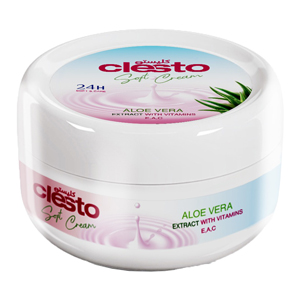 كليستو
clesto
Soft Cream
24H
ALOE VERA
EXTRACT WITH VITAMINS
E.A.C
كليستو
clesto
Soft Cream
ALOE VERA
EXTRACT WITH VITAMINS
E.A.C